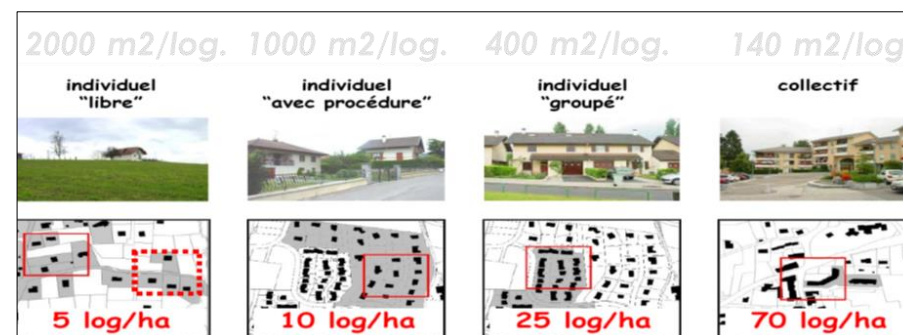 2000 m2/log. 1000 m2/log. 400 m2/log. 140 m2/log
individuel
"libre"
individuel
"avec procédure"
individuel
"groupé"
collectif
5 log/ha
10 log/ha
25 log/ha
70 log/ha